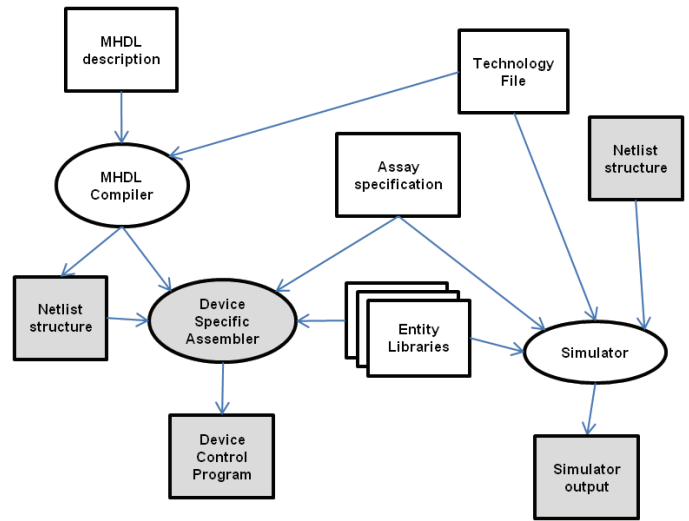 MHDL
description
Technology
File
Netlist
structure
MHDL
Compiler
Assay
specification
Netlist
structure
Device
Specific
Assembler
Entity
Libraries
Simulator
Device
Control
Program
Simulator
output